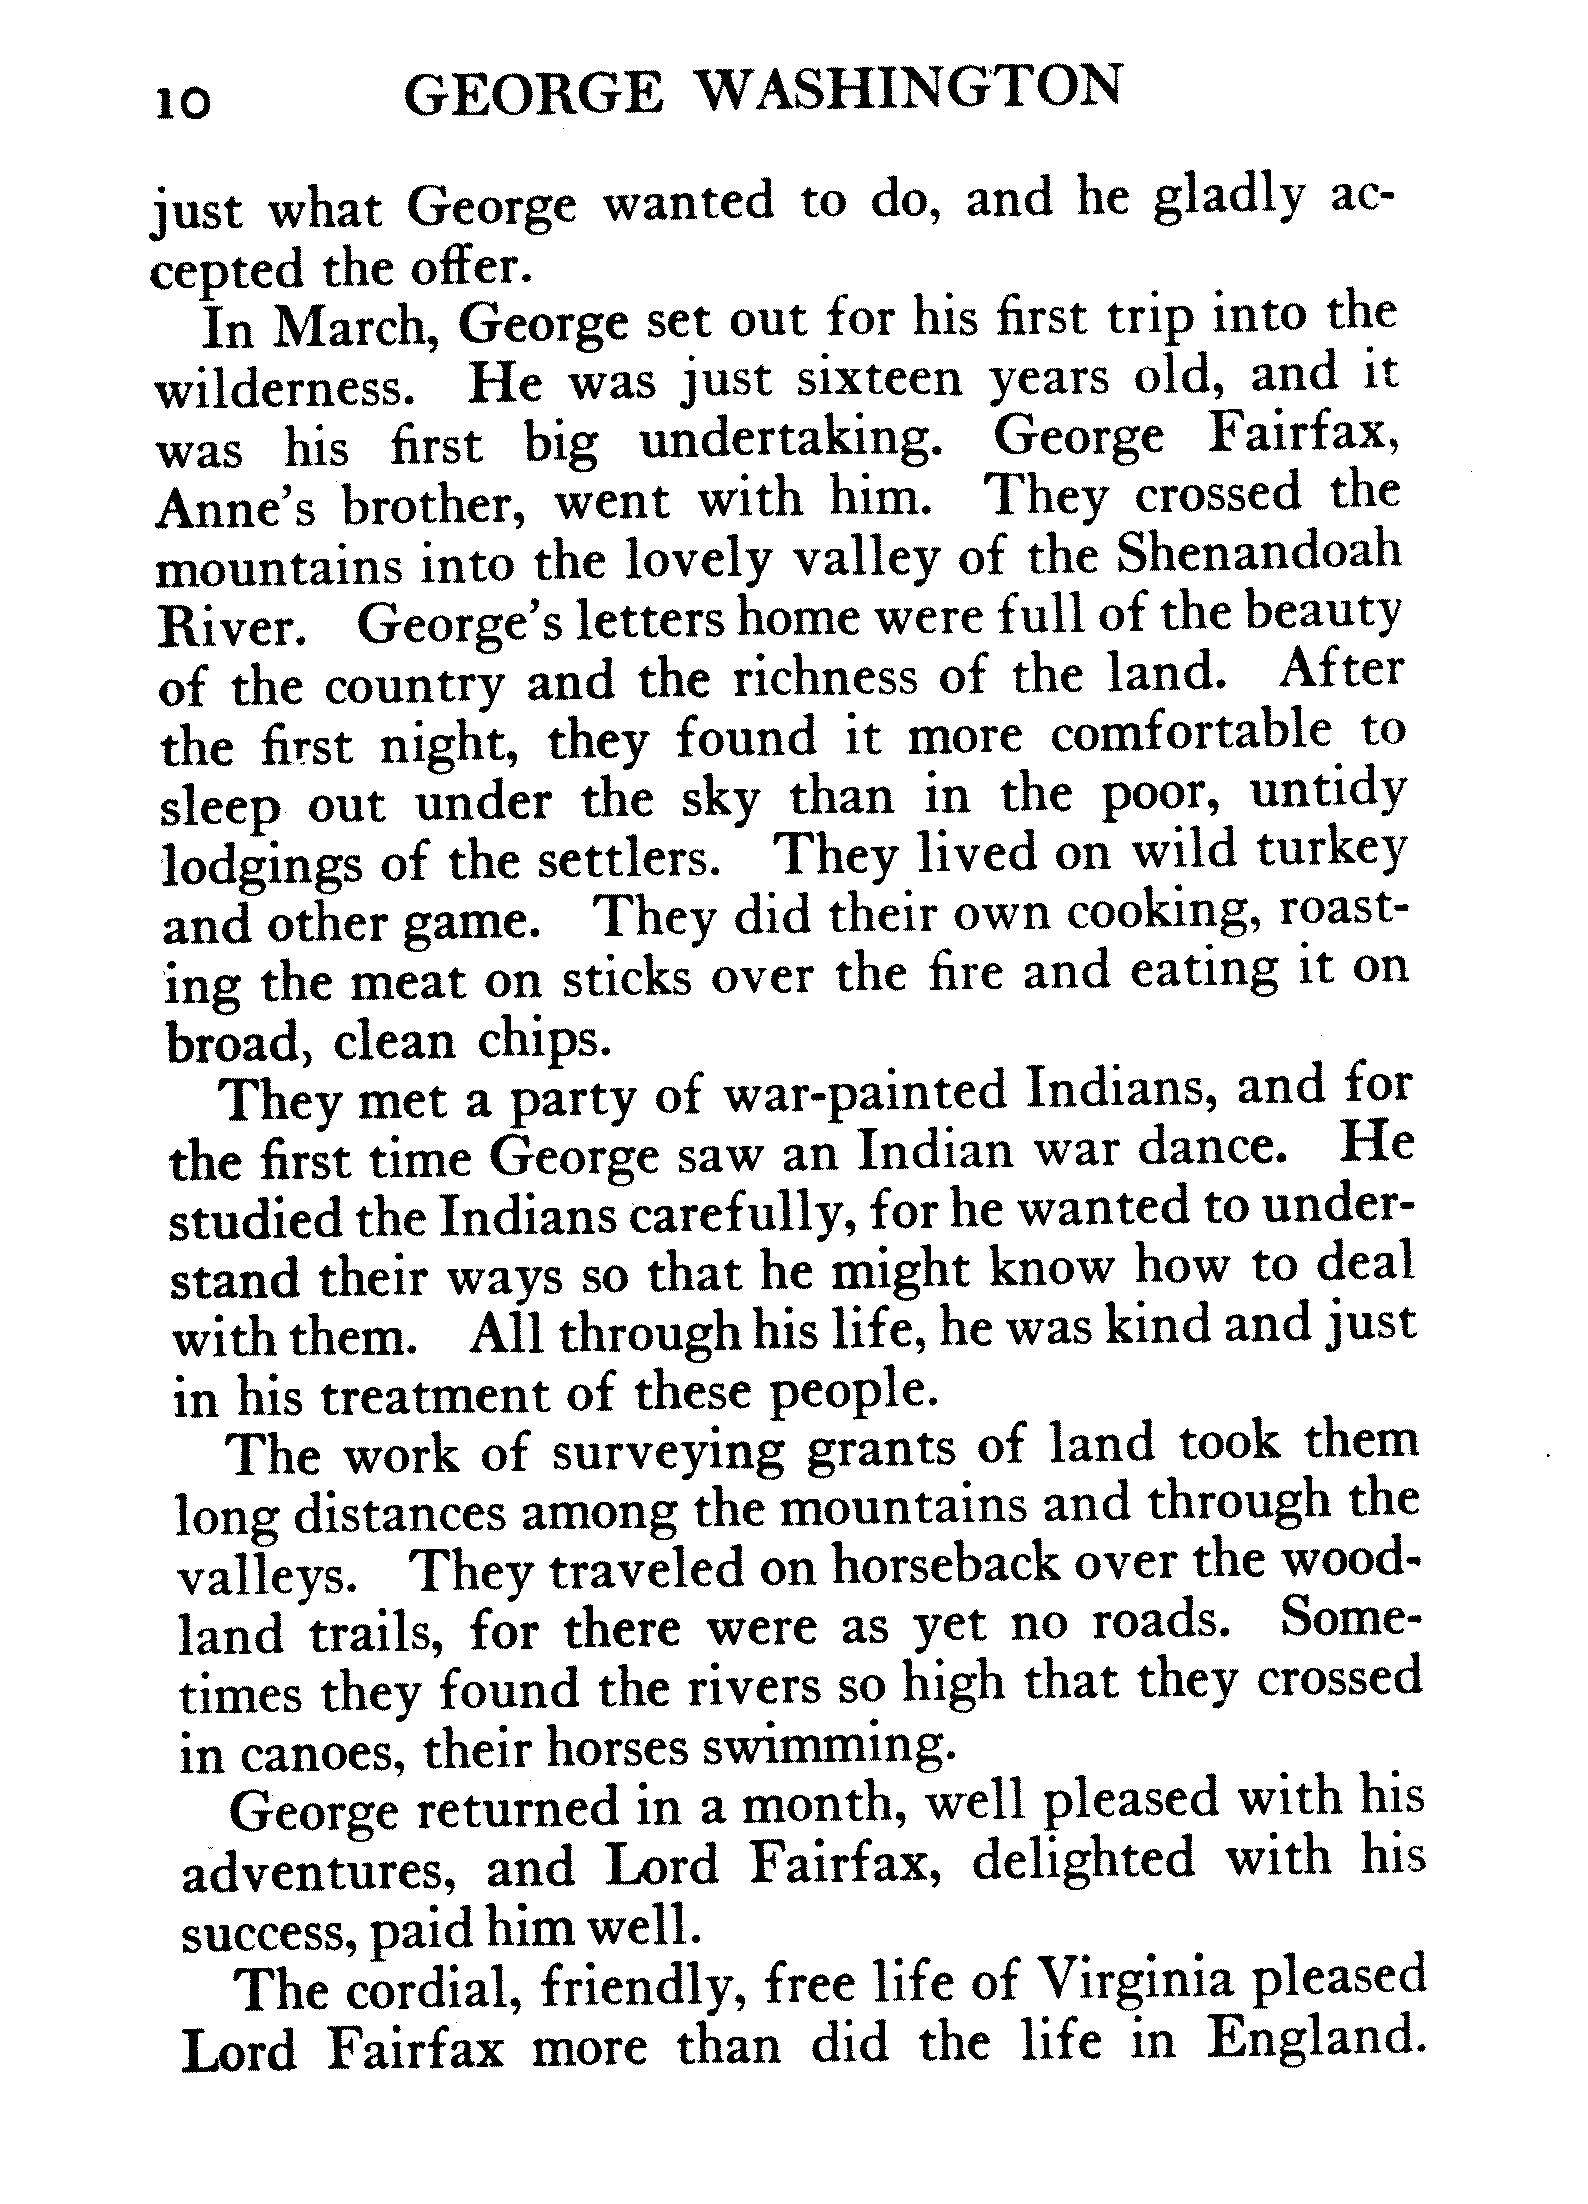 10 GEORGE WASHINGTON
just what George wanted to do, and he gladly ac-
cepted the offer.
In March, George set out for his first trip into the
wilderness. He was just sixteen years old, and it
was his first big undertaking. George Fairfax,
Anne's brother, went with him. They crossed the
mountains into the lovely valley of the Shenandoah
River. George's letters home were full of the beauty
of the country and the richness of the land. After
the first night, they found it more comfortable to
sleep out under the sky than in the poor, untidy
lodgings of the settlers. They lived on wild turkey
and other game. They did their own cooking, roast-
ing the meat on sticks over the fire and eating it on
broad, clean chips.
They met a party of war-painted Indians, and for
the first time George saw an Indian war dance. He
studied the Indians carefully, for he wanted to under-
stand their ways so that he might know how to deal
with them. All through his life, he was kind and just
in his treatment of these people.
The work of surveying grants of land took them
long distances among the mountains and through the
valleys. They traveled on horseback over the wood-
land trails, for there were as yet no roads. Some-
times they found the rivers so high that they crossed
in canoes, their horses swimming.
George returned in a month, well pleased with his
adventures, and Lord Fairfax, delighted with his
success, paid him well.
The cordial, friendly, free life of Virginia pleased
Lord Fairfax more than did the life in England.